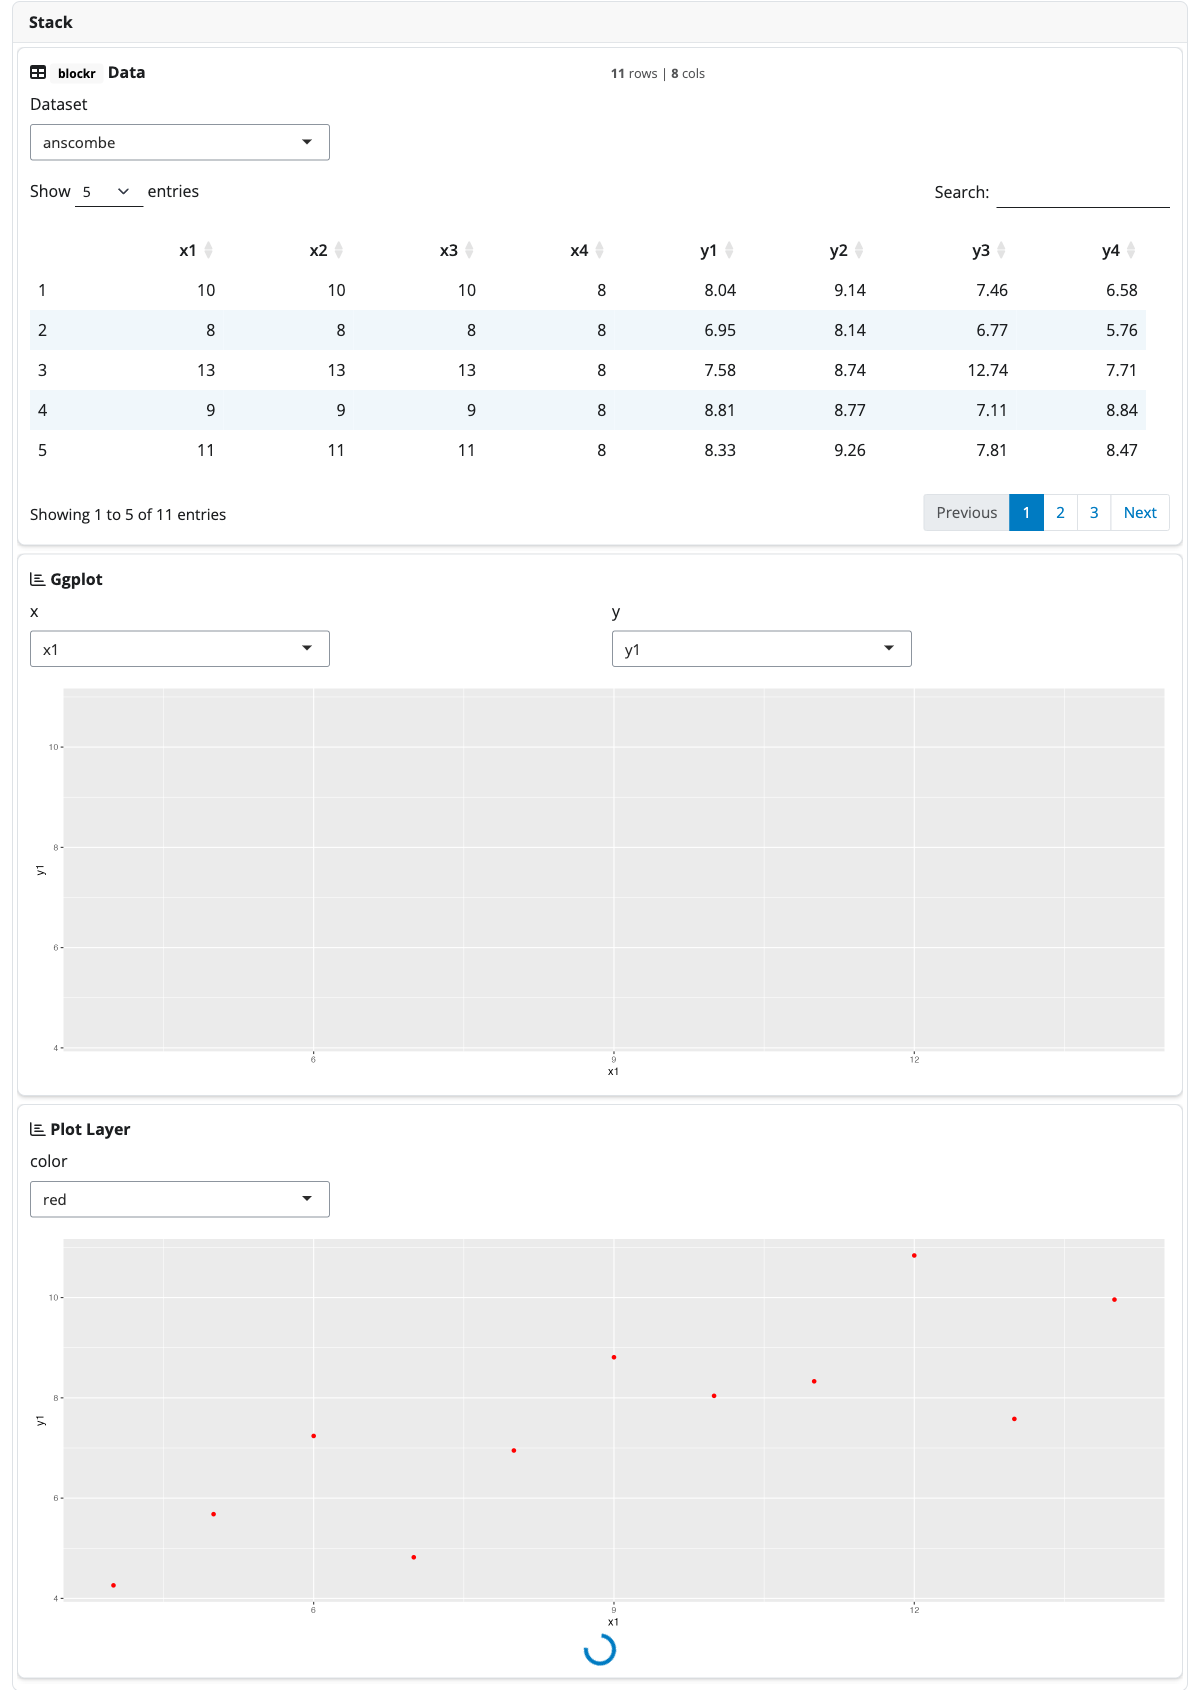 Stack
blockr Data 11 rows | 8 cols
Dataset
anscombe
Show 5 entries Search:
x1 x2 x3 x4 y1 y2 y3 y4
1 10 10 10 8 8.04 9.14 7.46 6.58
2 8 8 8 8 6.95 8.14 6.77 5.76
3 13 13 13 8 7.58 8.74 12.74 7.71
4 9 9 9 8 8.81 8.77 7.11 8.84
5 11 11 11 8 8.33 9.26 7.81 8.47
Showing 1 to 5 of 11 entries Previous 1 2 3 Next
Ggplot
x y
x1 y1
10
8
y1
6
4
6 9 12
x1
Plot Layer
color
red
10
8
y1
6
4
6 9 12
x1